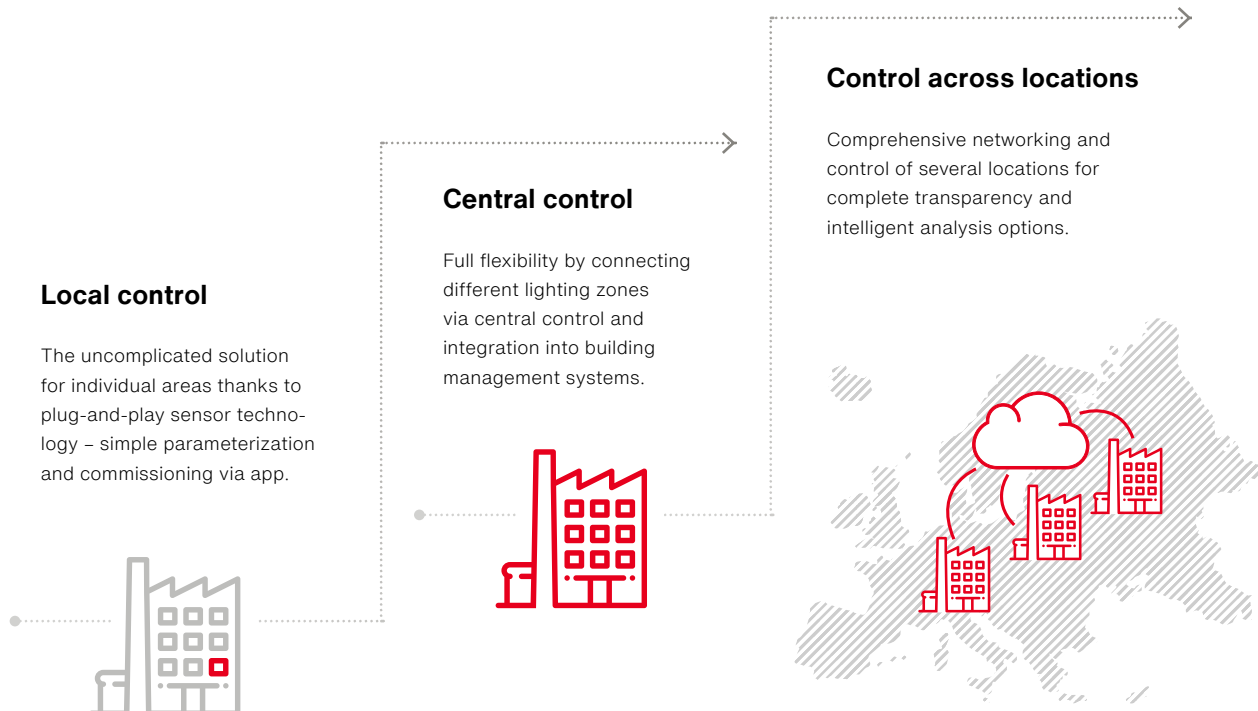 Local control
The uncomplicated solution
for individual areas thanks to
plug-and-play sensor techno-
logy – simple parameterization
and commissioning via app.
Central control
Full flexibility by connecting
different lighting zones
via central control and
integration into building
management systems.
Control across locations
Comprehensive networking and
control of several locations for
complete transparency and
intelligent analysis options.